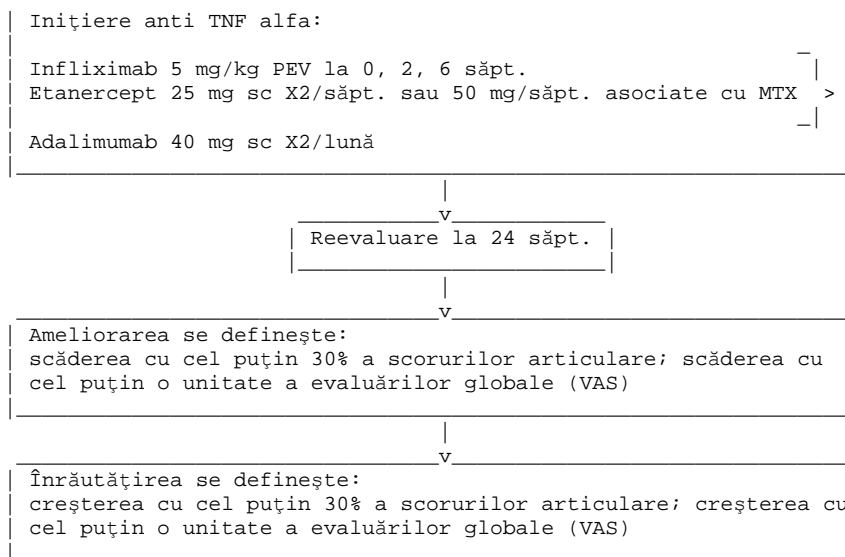 Iniţiere anti TNF alfa:
Infliximab 5 mg/kg PEV la 0, 2, 6 săpt.
Etanercept 25 mg sc X2/săpt. sau 50 mg/săpt. asociate cu MTX >
Adalimumab 40 mg sc X2/lună
Reevaluare la 24 săpt.
Ameliorarea se defineşte:
scăderea cu cel puţin 30% a scorurilor articulare; scăderea cu
cel puţin o unitate a evaluărilor globale (VAS)
Înrăutăţirea se defineşte:
creşterea cu cel puţin 30% a scorurilor articulare; creşterea cu
cel puţin o unitate a evaluărilor globale (VAS)